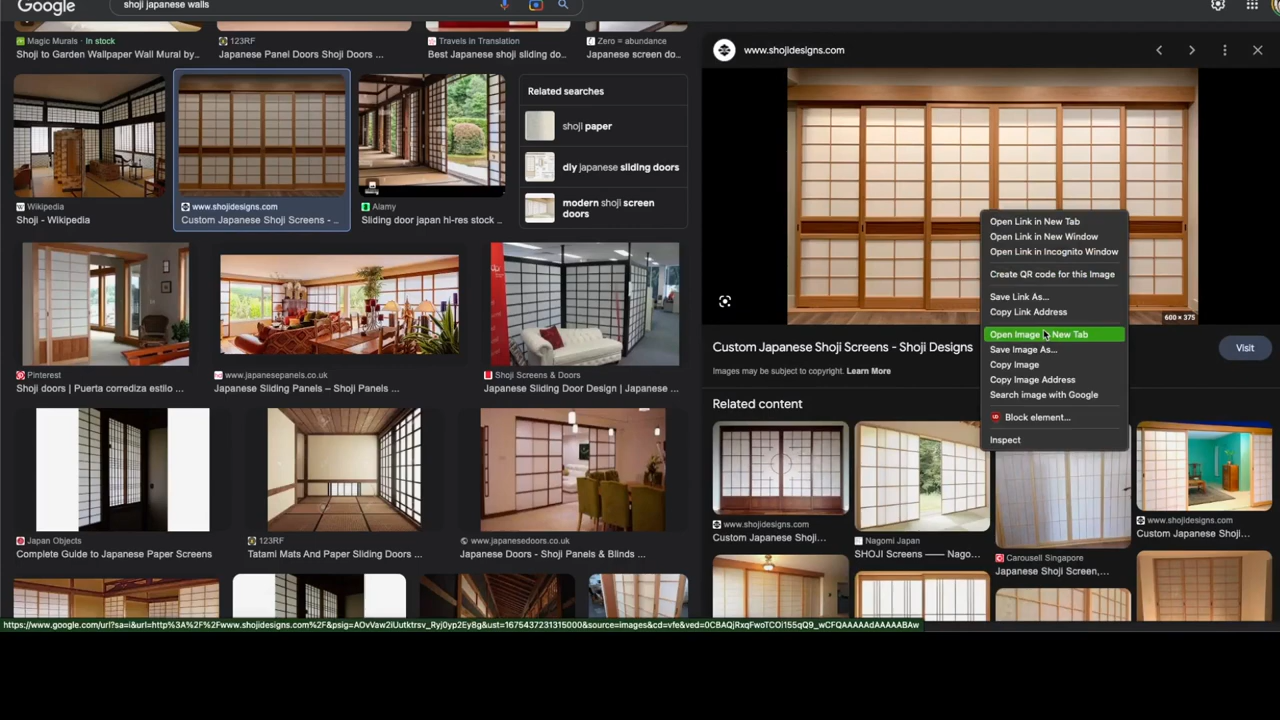 Google
shoji japanese walls
Magic Murals · In stock
Shoji to Garden Wallpaper Wall Mural by...
123RF
Japanese Panel Doors Shoji Doors ...
Travels in Translation
Best Japanese shoji sliding do...
Zero = abundance
Japanese screen do...
Wikipedia
Shoji - Wikipedia
www.shojidesigns.com
Custom Japanese Shoji Screens - ...
Alamy
Sliding door japan hi-res stock ...
Related searches
shoji paper
diy japanese sliding doors
modern shoji screen
doors
Pinterest
Shoji doors | Puerta corrediza estilo ...
www.japanesepanels.co.uk
Japanese Sliding Panels – Shoji Panels ...
Shoji Screens & Doors
Japanese Sliding Door Design | Japanese ...
Japan Objects
Complete Guide to Japanese Paper Screens
123RF
Tatami Mats And Paper Sliding Doors ...
www.japanesedoors.co.uk
Japanese Doors - Shoji Panels & Blinds ...
www.shojidesigns.com
600 × 375
Custom Japanese Shoji Screens - Shoji Designs
Visit
Images may be subject to copyright. Learn More
Related content
Open Link in New Tab
Open Link in New Window
Open Link in Incognito Window
Create QR code for this Image
Save Link As...
Copy Link Address
Open Image New Tab
Save Image As...
Copy Image
Copy Image Address
Search image with Google
Block element...
Inspect
www.shojidesigns.com
Custom Japanese Shoji...
Nagomi Japan
SHOJI Screens —— Nago...
Carousell Singapore
Japanese Shoji Screen,...
www.shojidesigns.com
Custom Japanese Shoji...